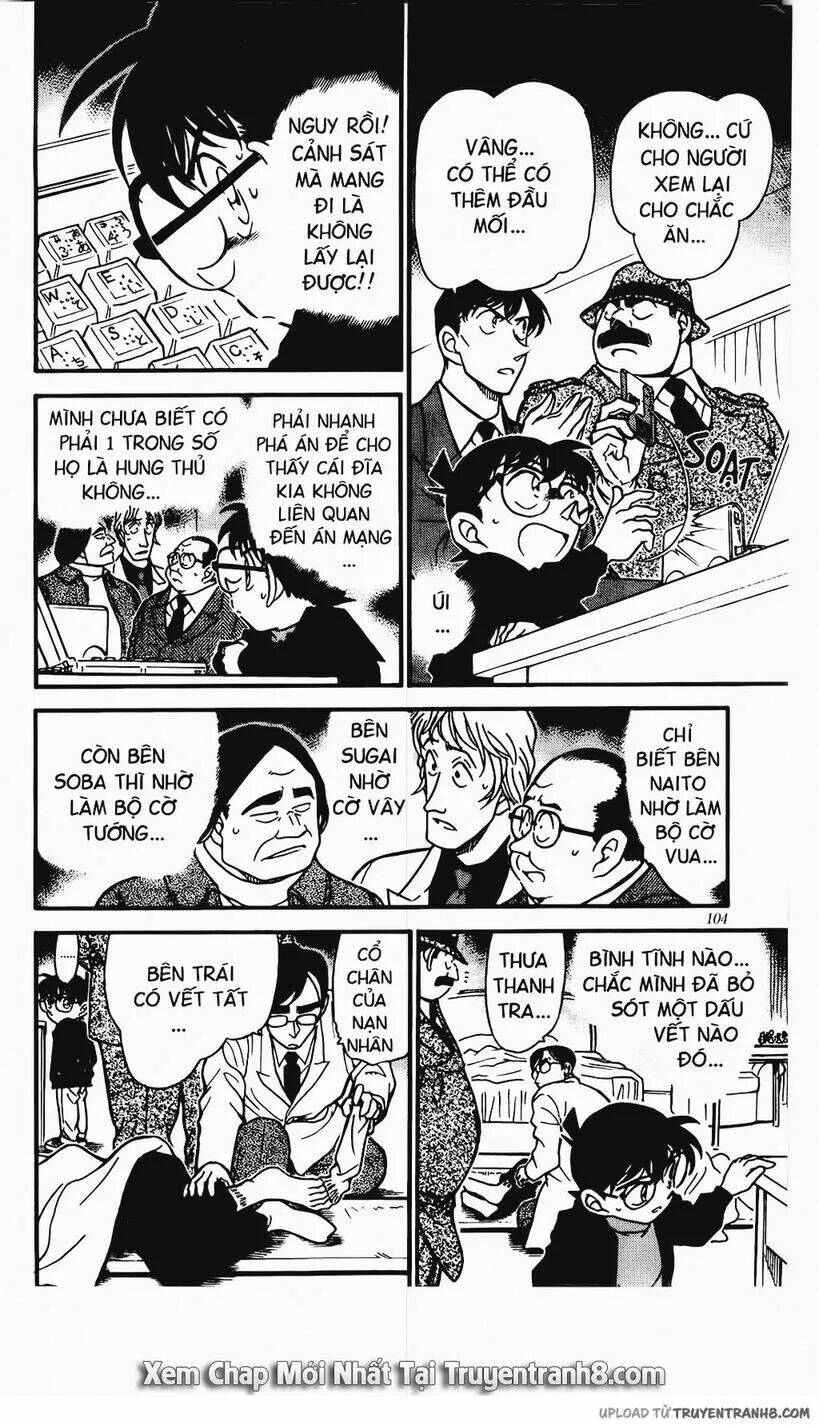 KHÔNG... CỨ
CHO NGƯỜI
XEM LẠI
CHO CHẮC
ĂN...
VÂNG...
CÓ THỂ CÓ
THÊM ĐẦU
MỐI...
SOẠT
ÚI
...
NGUY RỒI!
CẢNH SÁT
MÀ MANG
ĐI LÀ
KHÔNG
LẤY LẠI
ĐƯỢC!!
W
E
A
S
D
C
PHẢI NHANH
PHÁ ÁN ĐỂ CHO
THẤY CÁI ĐĨA
KIA KHÔNG
LIÊN QUAN
ĐẾN ÁN MẠNG
...
MÌNH CHƯA BIẾT CÓ
PHẢI 1 TRONG SỐ
HỌ LÀ HUNG THỦ
KHÔNG...
CHỈ
BIẾT BÊN
NAITO
NHỜ LÀM
BỘ CỜ
VUA...
BÊN
SUGAI
NHỜ
CỜ VÂY
...
CÒN BÊN
SOBA THÌ NHỜ
LÀM BỘ CỜ
TƯỚNG...
104
BÌNH TĨNH NÀO...
CHẮC MÌNH ĐÃ BỎ
SÓT MỘT DẤU
VẾT NÀO
ĐÓ...
THƯA
THANH
TRA...
CỔ
CHÂN
CỦA
NẠN
NHÂN
BÊN TRÁI
CÓ VẾT TẤT
...
......
Xem Chap Mới Nhất Tại Truyentranh8.com
UPLOAD TỪ TRUYENTRANH8.COM